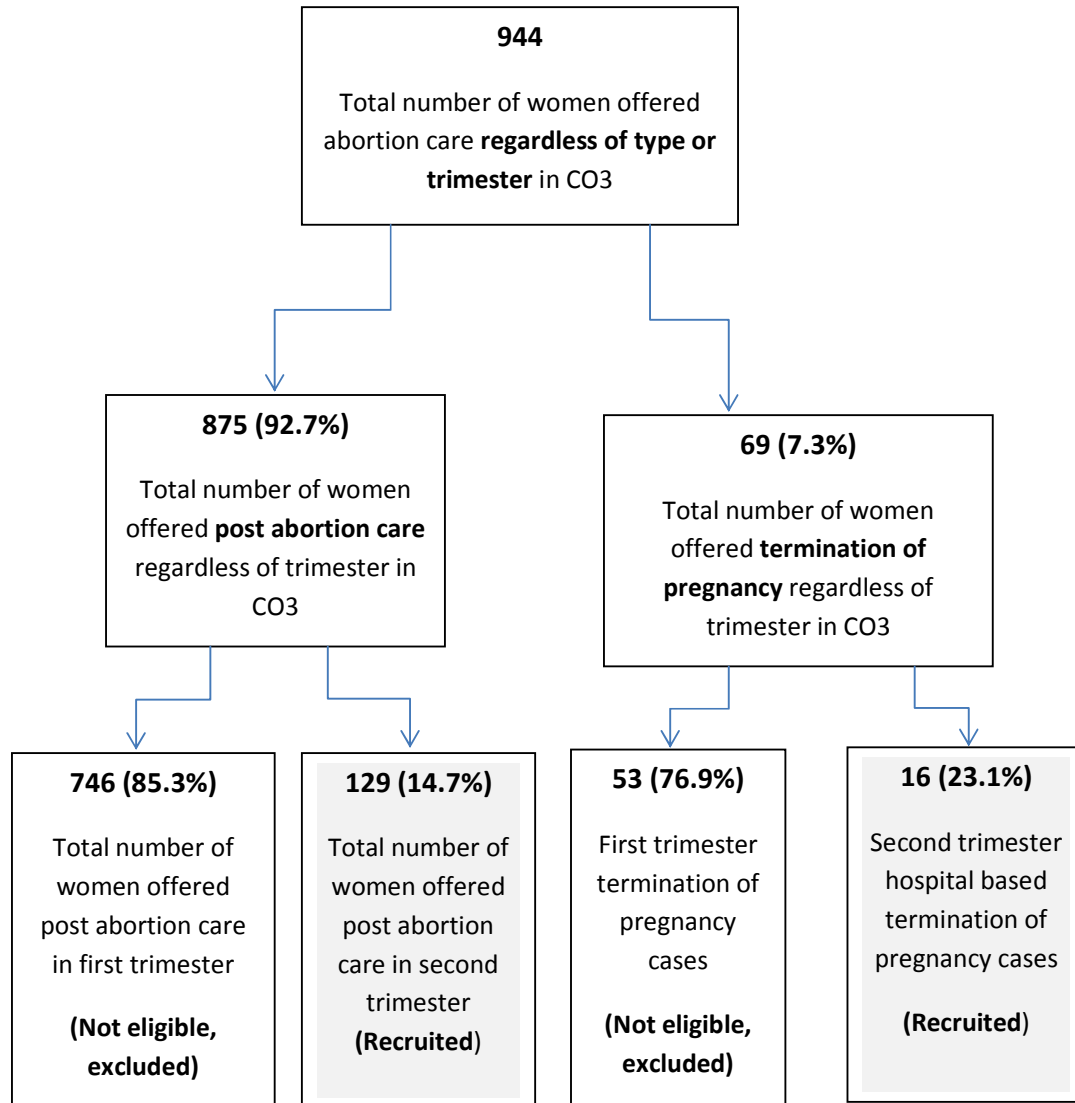 944
Total number of women offered
abortion care regardless of type or
trimester in CO3
875 (92.7%)
Total number of women
offered post abortion care
regardless of trimester in
CO3
69 (7.3%)
Total number of women
offered termination of
pregnancy regardless of
trimester in CO3
746 (85.3%)
Total number of
women offered
post abortion care
in first trimester
(Not eligible,
excluded)
129 (14.7%)
Total number of
women offered
post abortion
care in second
trimester
(Recruited)
53 (76.9%)
First trimester
termination of
pregnancy
cases
(Not eligible,
excluded)
16 (23.1%)
Second trimester
hospital based
termination of
pregnancy cases
(Recruited)